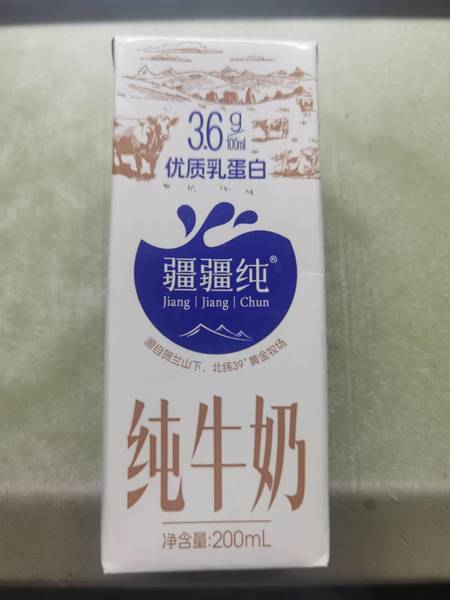 3.6g
100ml
优质乳蛋白
疆疆纯®
Jiang | Jiang | Chun
源自贺兰山下，北纬39°黄金牧场
纯牛奶
净含量:200mL